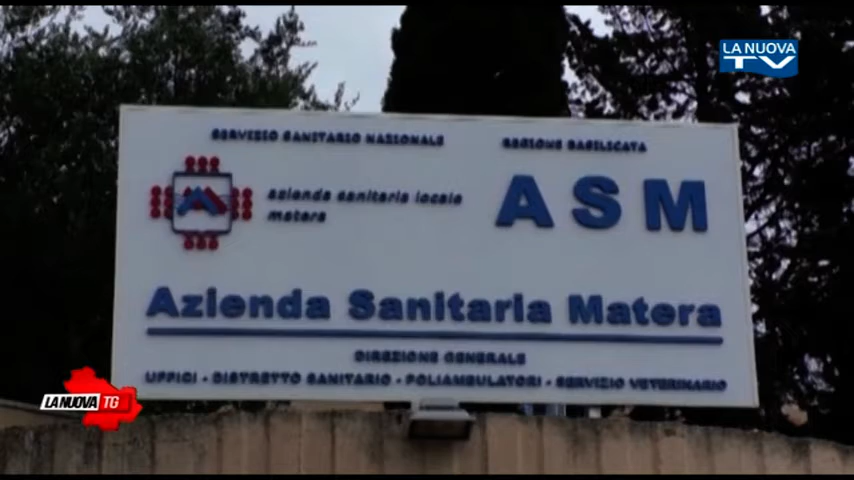 LA NUOVA
TV
SERVIZIO SANITARIO NAZIONALE
REGIONE BASILICATA
azienda sanitaria locale
matera
ASM
Azienda Sanitaria Matera
DIREZIONE GENERALE
UFFICI - DISTRETTO SANITARIO - POLIAMBULATORI - SERVIZIO VETERINARIO
LA NUOVA TG